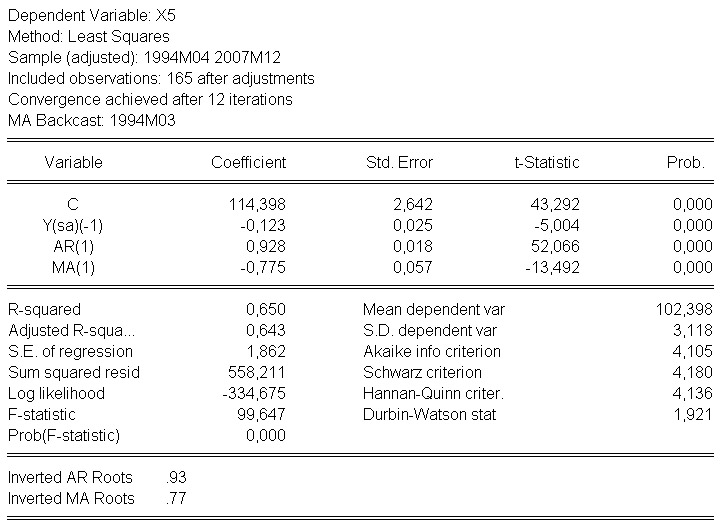 Dependent Variable: X5
Method: Least Squares
Sample (adjusted): 1994M04 2007M12
Included observations: 165 after adjustments
Convergence achieved after 12 iterations
MA Backcast: 1994M03
Variable Coefficient Std. Error t-Statistic Prob.
C 114,398 2,642 43,292 0,000
Y(sa)(-1) -0,123 0,025 -5,004 0,000
AR(1) 0,928 0,018 52,066 0,000
MA(1) -0,775 0,057 -13,492 0,000
R-squared 0,650 Mean dependent var 102,398
Adjusted R-squa... 0,643 S.D. dependent var 3,118
S.E. of regression 1,862 Akaike info criterion 4,105
Sum squared resid 558,211 Schwarz criterion 4,180
Log likelihood -334,675 Hannan-Quinn criter. 4,136
F-statistic 99,647 Durbin-Watson stat 1,921
Prob(F-statistic) 0,000
Inverted AR Roots .93
Inverted MA Roots .77